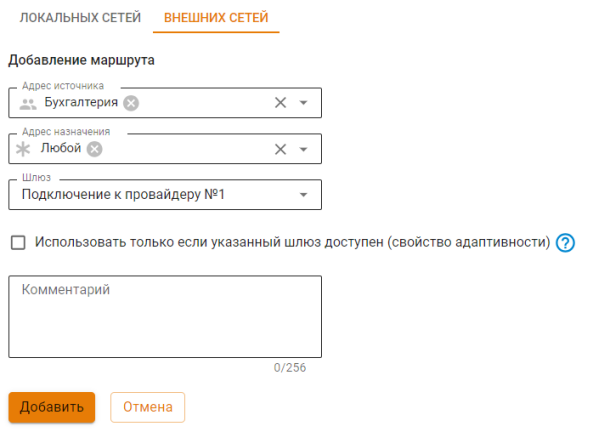 ЛОКАЛЬНЫХ СЕТЕЙ ВНЕШНИХ СЕТЕЙ
Добавление маршрута
Адрес источника
Бухгалтерия
Адрес назначения
Любой
Шлюз
Подключение к провайдеру №1
Использовать только если указанный шлюз доступен (свойство адаптивности) ?
Комментарий
0/256
Добавить Отмена